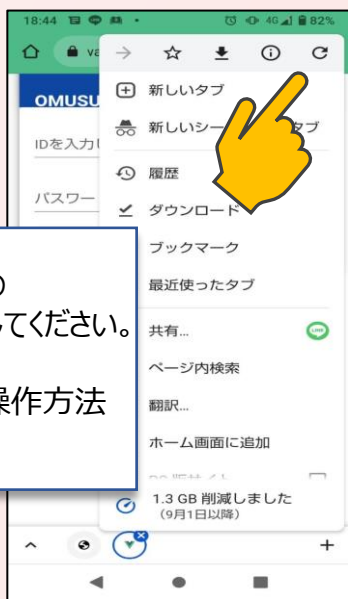 18:44
4G 82%
va
OMUSU
新しいタブ
IDを入力
新しいシー タブ
履歴
パスワー
ダウンロード
ブックマーク
最近使ったタブ
てください。
共有...
LINE
ページ内検索
操作方法
翻訳...
ホーム画面に追加
1.3 GB 削減しました
(9月1日以降)